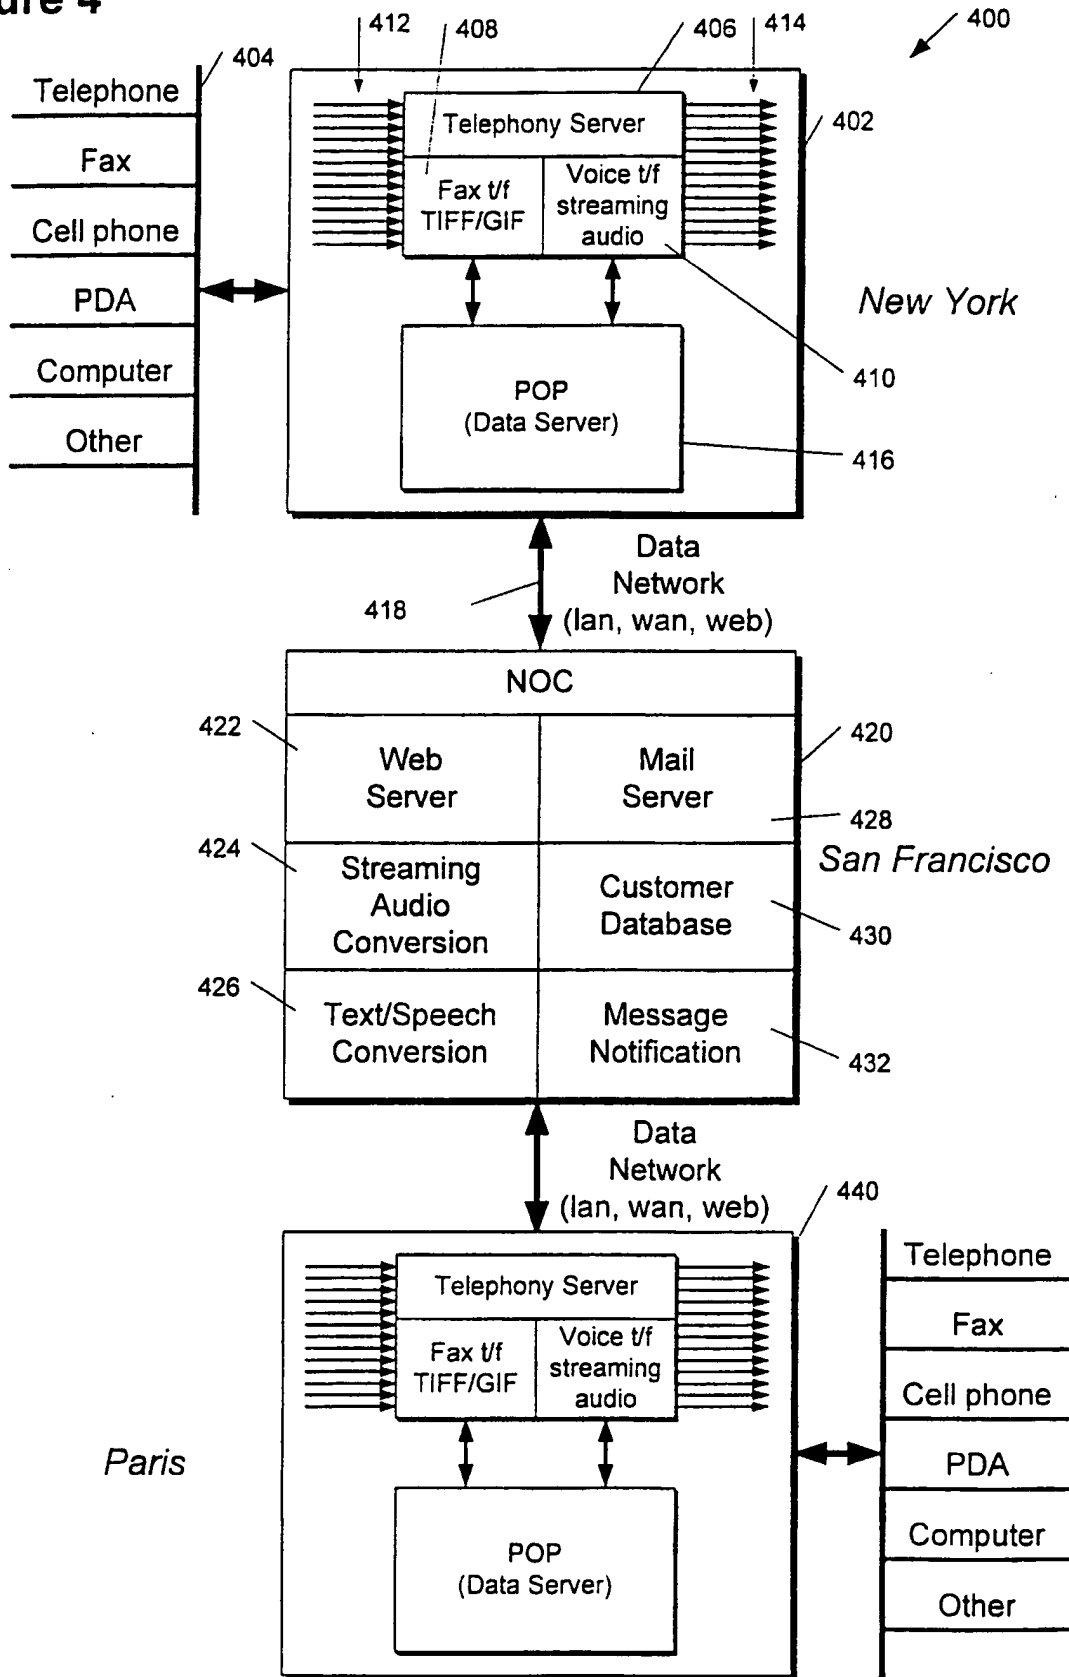 ure 4
412
408
406
414
400
404
402
Telephone
Fax
Cell phone
PDA
Computer
Other
Telephony Server
Fax t/f
TIFF/GIF
Voice t/f
streaming
audio
New York
410
POP
(Data Server)
416
Data
Network
(lan, wan, web)
418
NOC
422
Web
Server
Mail
Server
420
428
424
Streaming
Audio
Conversion
Customer
Database
San Francisco
430
426
Text/Speech
Conversion
Message
Notification
432
Data
Network
(lan, wan, web)
440
Telephony Server
Fax t/f
TIFF/GIF
Voice t/f
streaming
audio
Paris
POP
(Data Server)
Telephone
Fax
Cell phone
PDA
Computer
Other